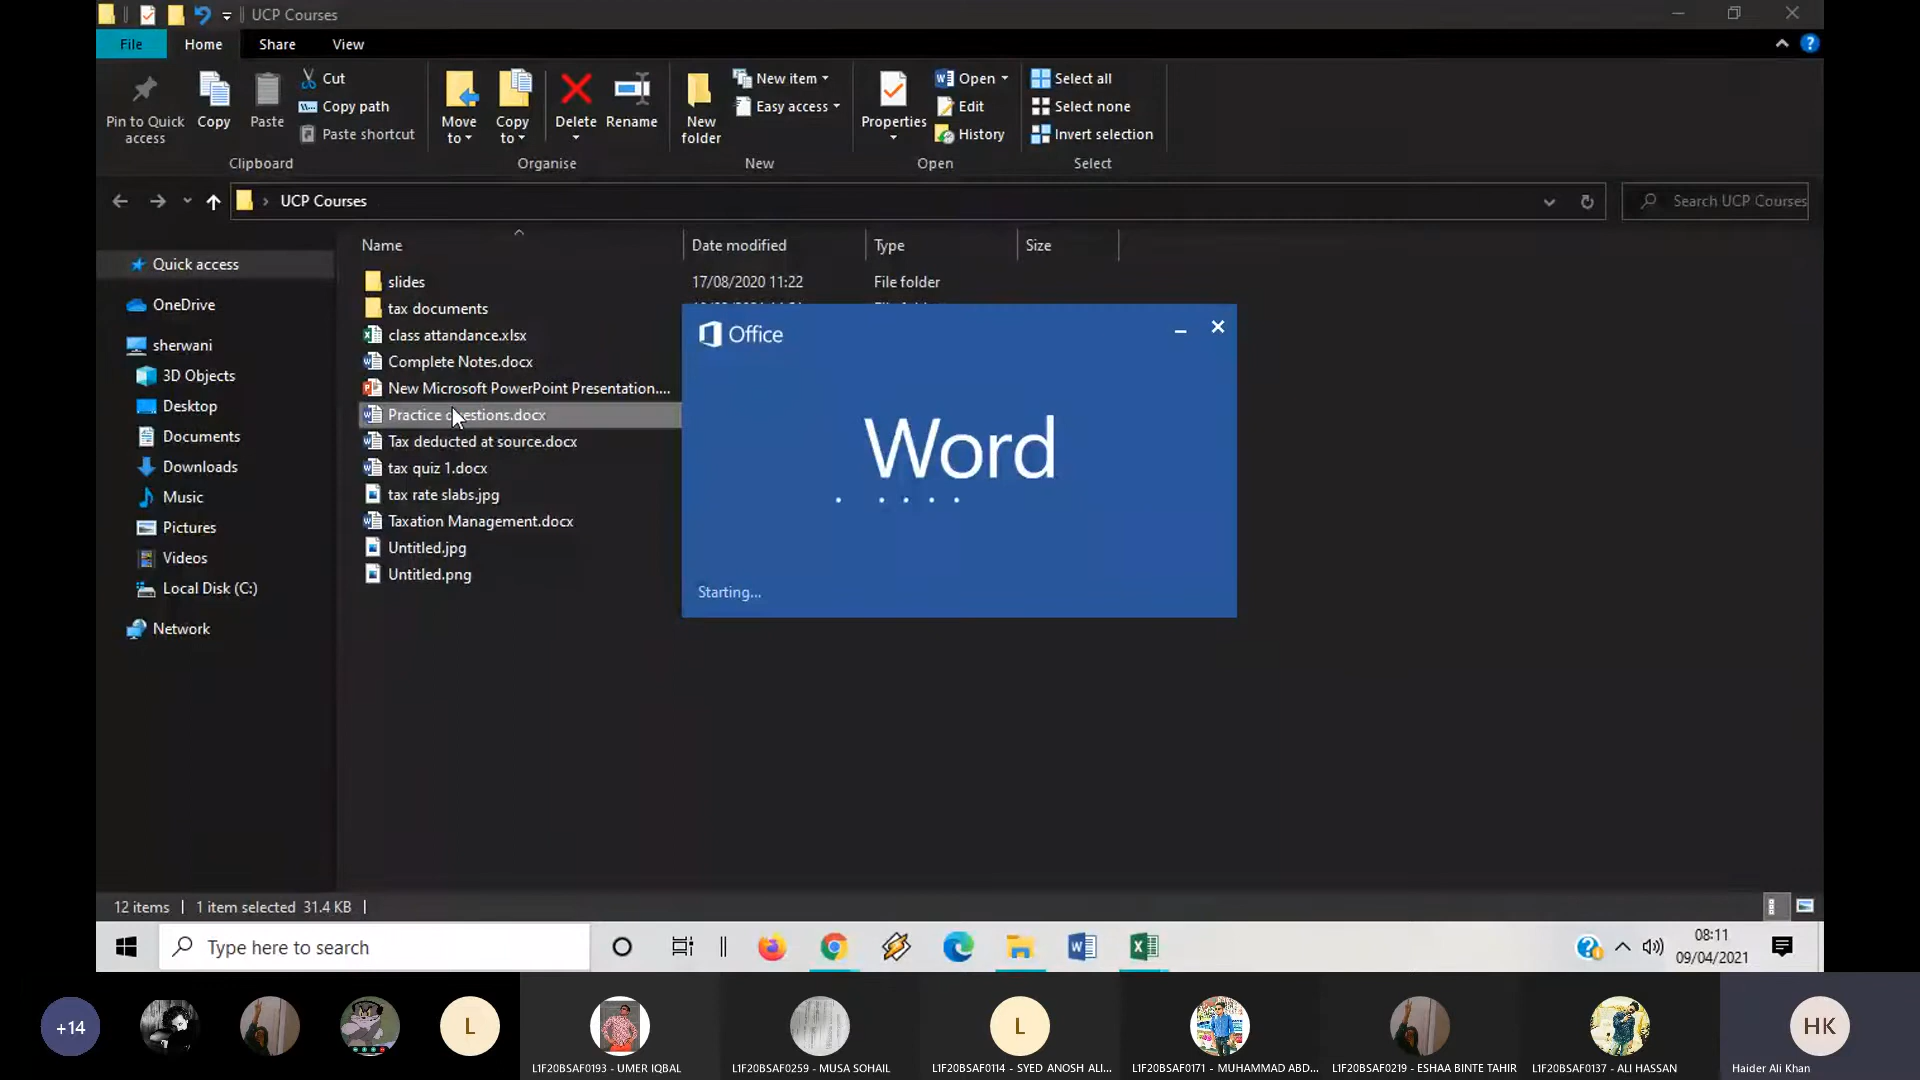 UCP Courses
File Home Share View
Pin to Quick access
Copy
Paste
Cut
Copy path
Paste shortcut
Clipboard
Move to
Copy to
Delete
Rename
Organise
New folder
New item
Easy access
New
Properties
Open
Edit
History
Open
Select all
Select none
Invert selection
Select
UCP Courses
Search UCP Courses
Name Date modified Type Size
Quick access
OneDrive
sherwani
3D Objects
Desktop
Documents
Downloads
Music
Pictures
Videos
Local Disk (C:)
Network
slides 17/08/2020 11:22 File folder
tax documents
class attandance.xlsx
Complete Notes.docx
New Microsoft PowerPoint Presentation....
Practice questions.docx
Tax deducted at source.docx
tax quiz 1.docx
tax rate slabs.jpg
Taxation Management.docx
Untitled.jpg
Untitled.png
Office
Word
Starting...
12 items 1 item selected 31.4 KB
Type here to search
08:11
09/04/2021
+14
L
L
HK
L1F20BSAF0193 - UMER IQBAL
L1F20BSAF0259 - MUSA SOHAIL
L1F20BSAF0114 - SYED ANOSH ALI...
L1F20BSAF0171 - MUHAMMAD ABD...
L1F20BSAF0219 - ESHAA BINTE TAHIR
L1F20BSAF0137 - ALI HASSAN
Haider Ali Khan